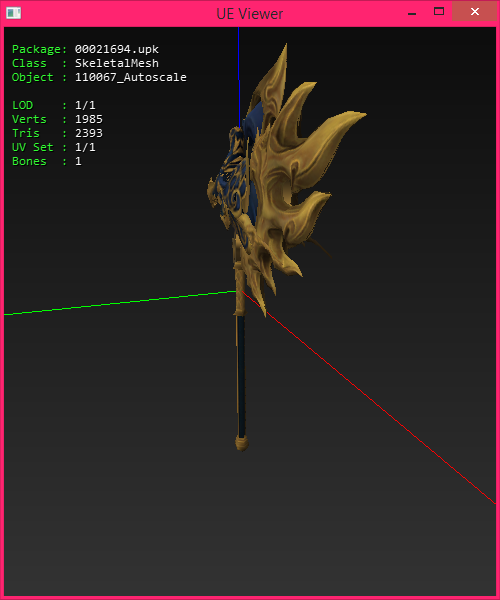 UE Viewer
Package: 00021694.upk
Class  : SkeletalMesh
Object : 110067_Autoscale
LOD    : 1/1
Verts  : 1985
Tris   : 2393
UV Set : 1/1
Bones  : 1